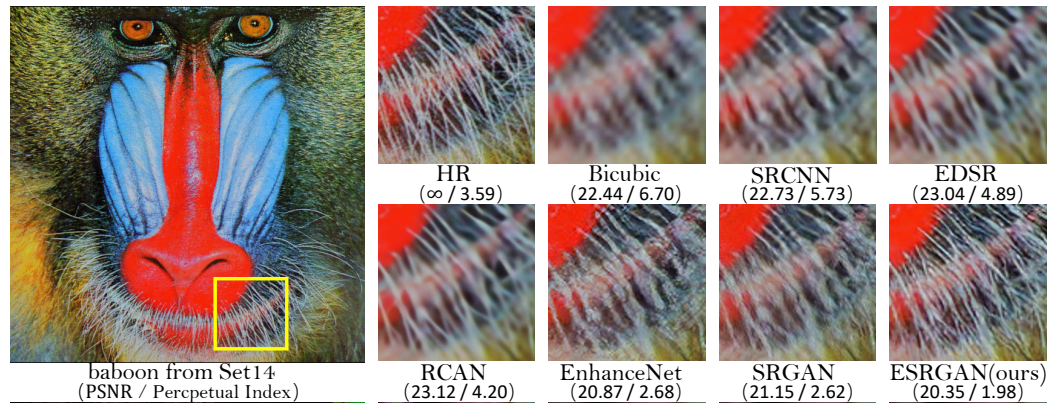 HR
(∞ / 3.59)
Bicubic
(22.44 / 6.70)
SRCNN
(22.73 / 5.73)
EDSR
(23.04 / 4.89)
baboon from Set14
(PSNR / Percpetual Index)
RCAN
(23.12 / 4.20)
EnhanceNet
(20.87 / 2.68)
SRGAN
(21.15 / 2.62)
ESRGAN(ours)
(20.35 / 1.98)